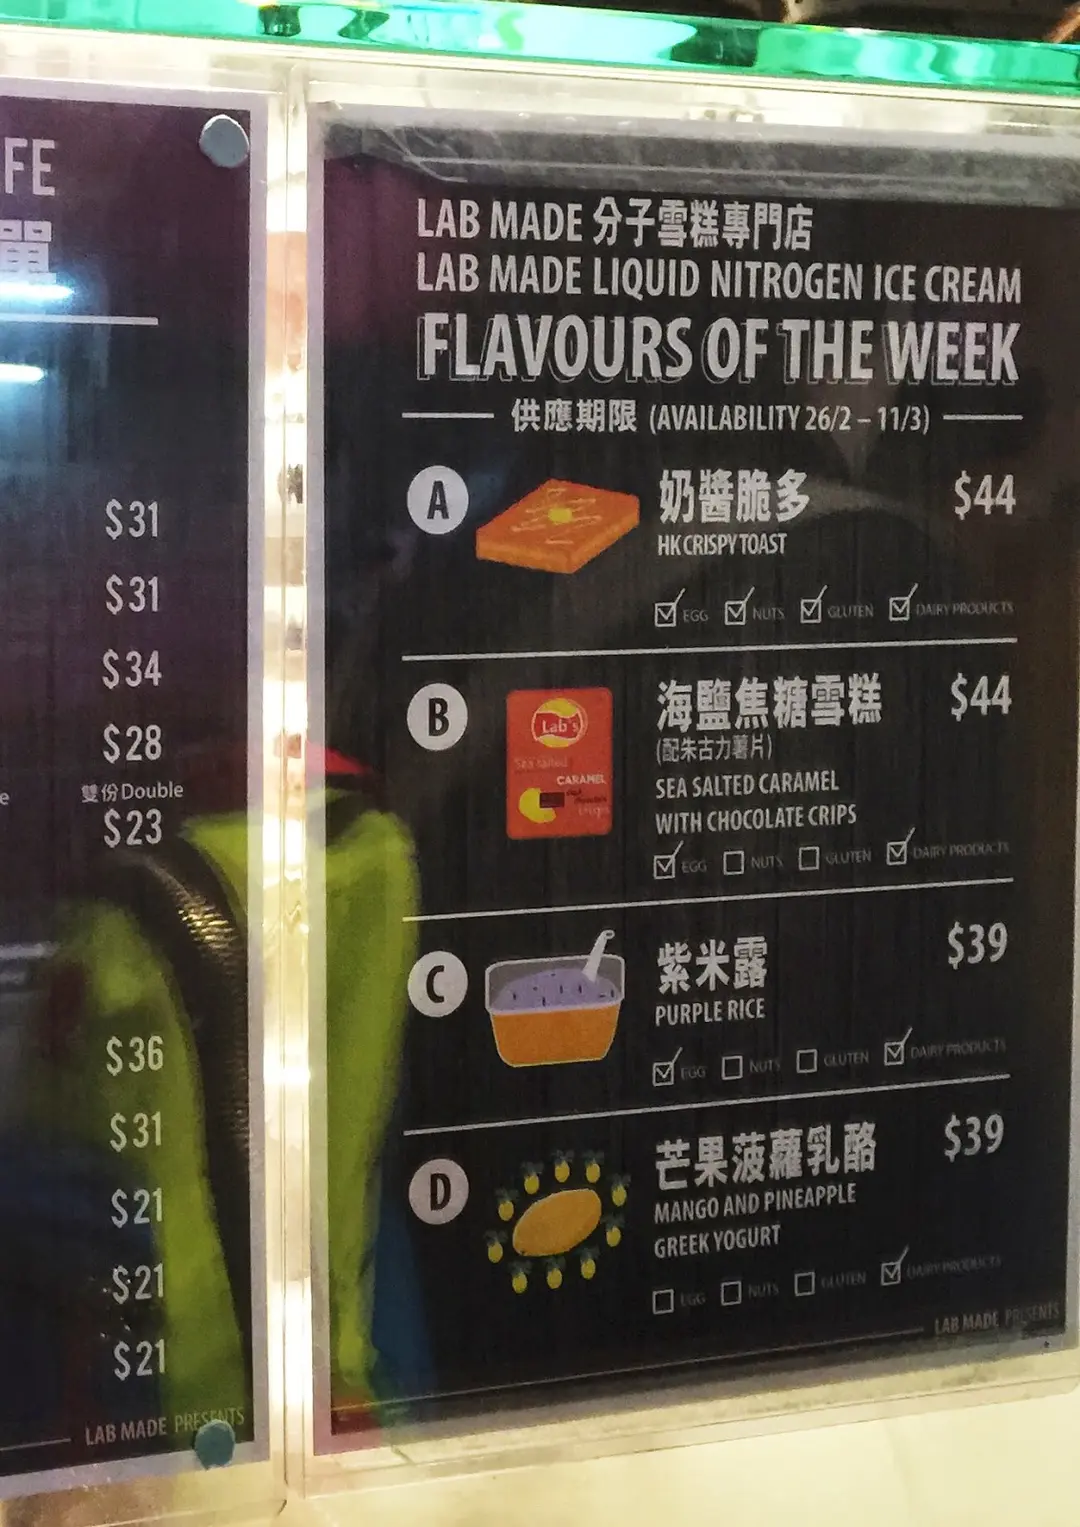 FE
單
$31
$31
$34
$28
e 雙份Double
$23
$36
$31
$21
$21
$21
LAB MADE PRESENTS
LAB MADE 分子雪糕專門店
LAB MADE LIQUID NITROGEN ICE CREAM
FLAVOURS OF THE WEEK
供應期限 (AVAILABILITY 26/2 – 11/3)
A 奶醬脆多 $44
HK CRISPY TOAST
EGG NUTS GLUTEN DAIRY PRODUCTS
B 海鹽焦糖雪糕 $44
(配朱古力薯片)
Lab's
Sea salted
CARAMEL
SEA SALTED CARAMEL
WITH CHOCOLATE CRIPS
EGG NUTS GLUTEN DAIRY PRODUCTS
C 紫米露 $39
PURPLE RICE
EGG NUTS GLUTEN DAIRY PRODUCTS
D 芒果菠蘿乳酪 $39
MANGO AND PINEAPPLE
GREEK YOGURT
EGG NUTS GLUTEN DAIRY PRODUCTS
LAB MADE PRESENTS